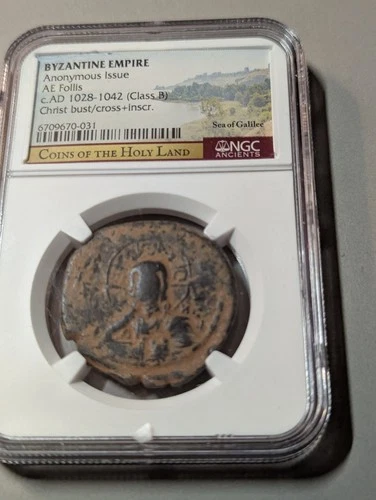 BYZANTINE EMPIRE
Anonymous Issue
AE Follis
c.AD 1028-1042 (Class B)
Christ bust/cross+inscr.
6709670-031
Sea of Galilee
COINS OF THE HOLY LAND
NGC
ANCIENTS